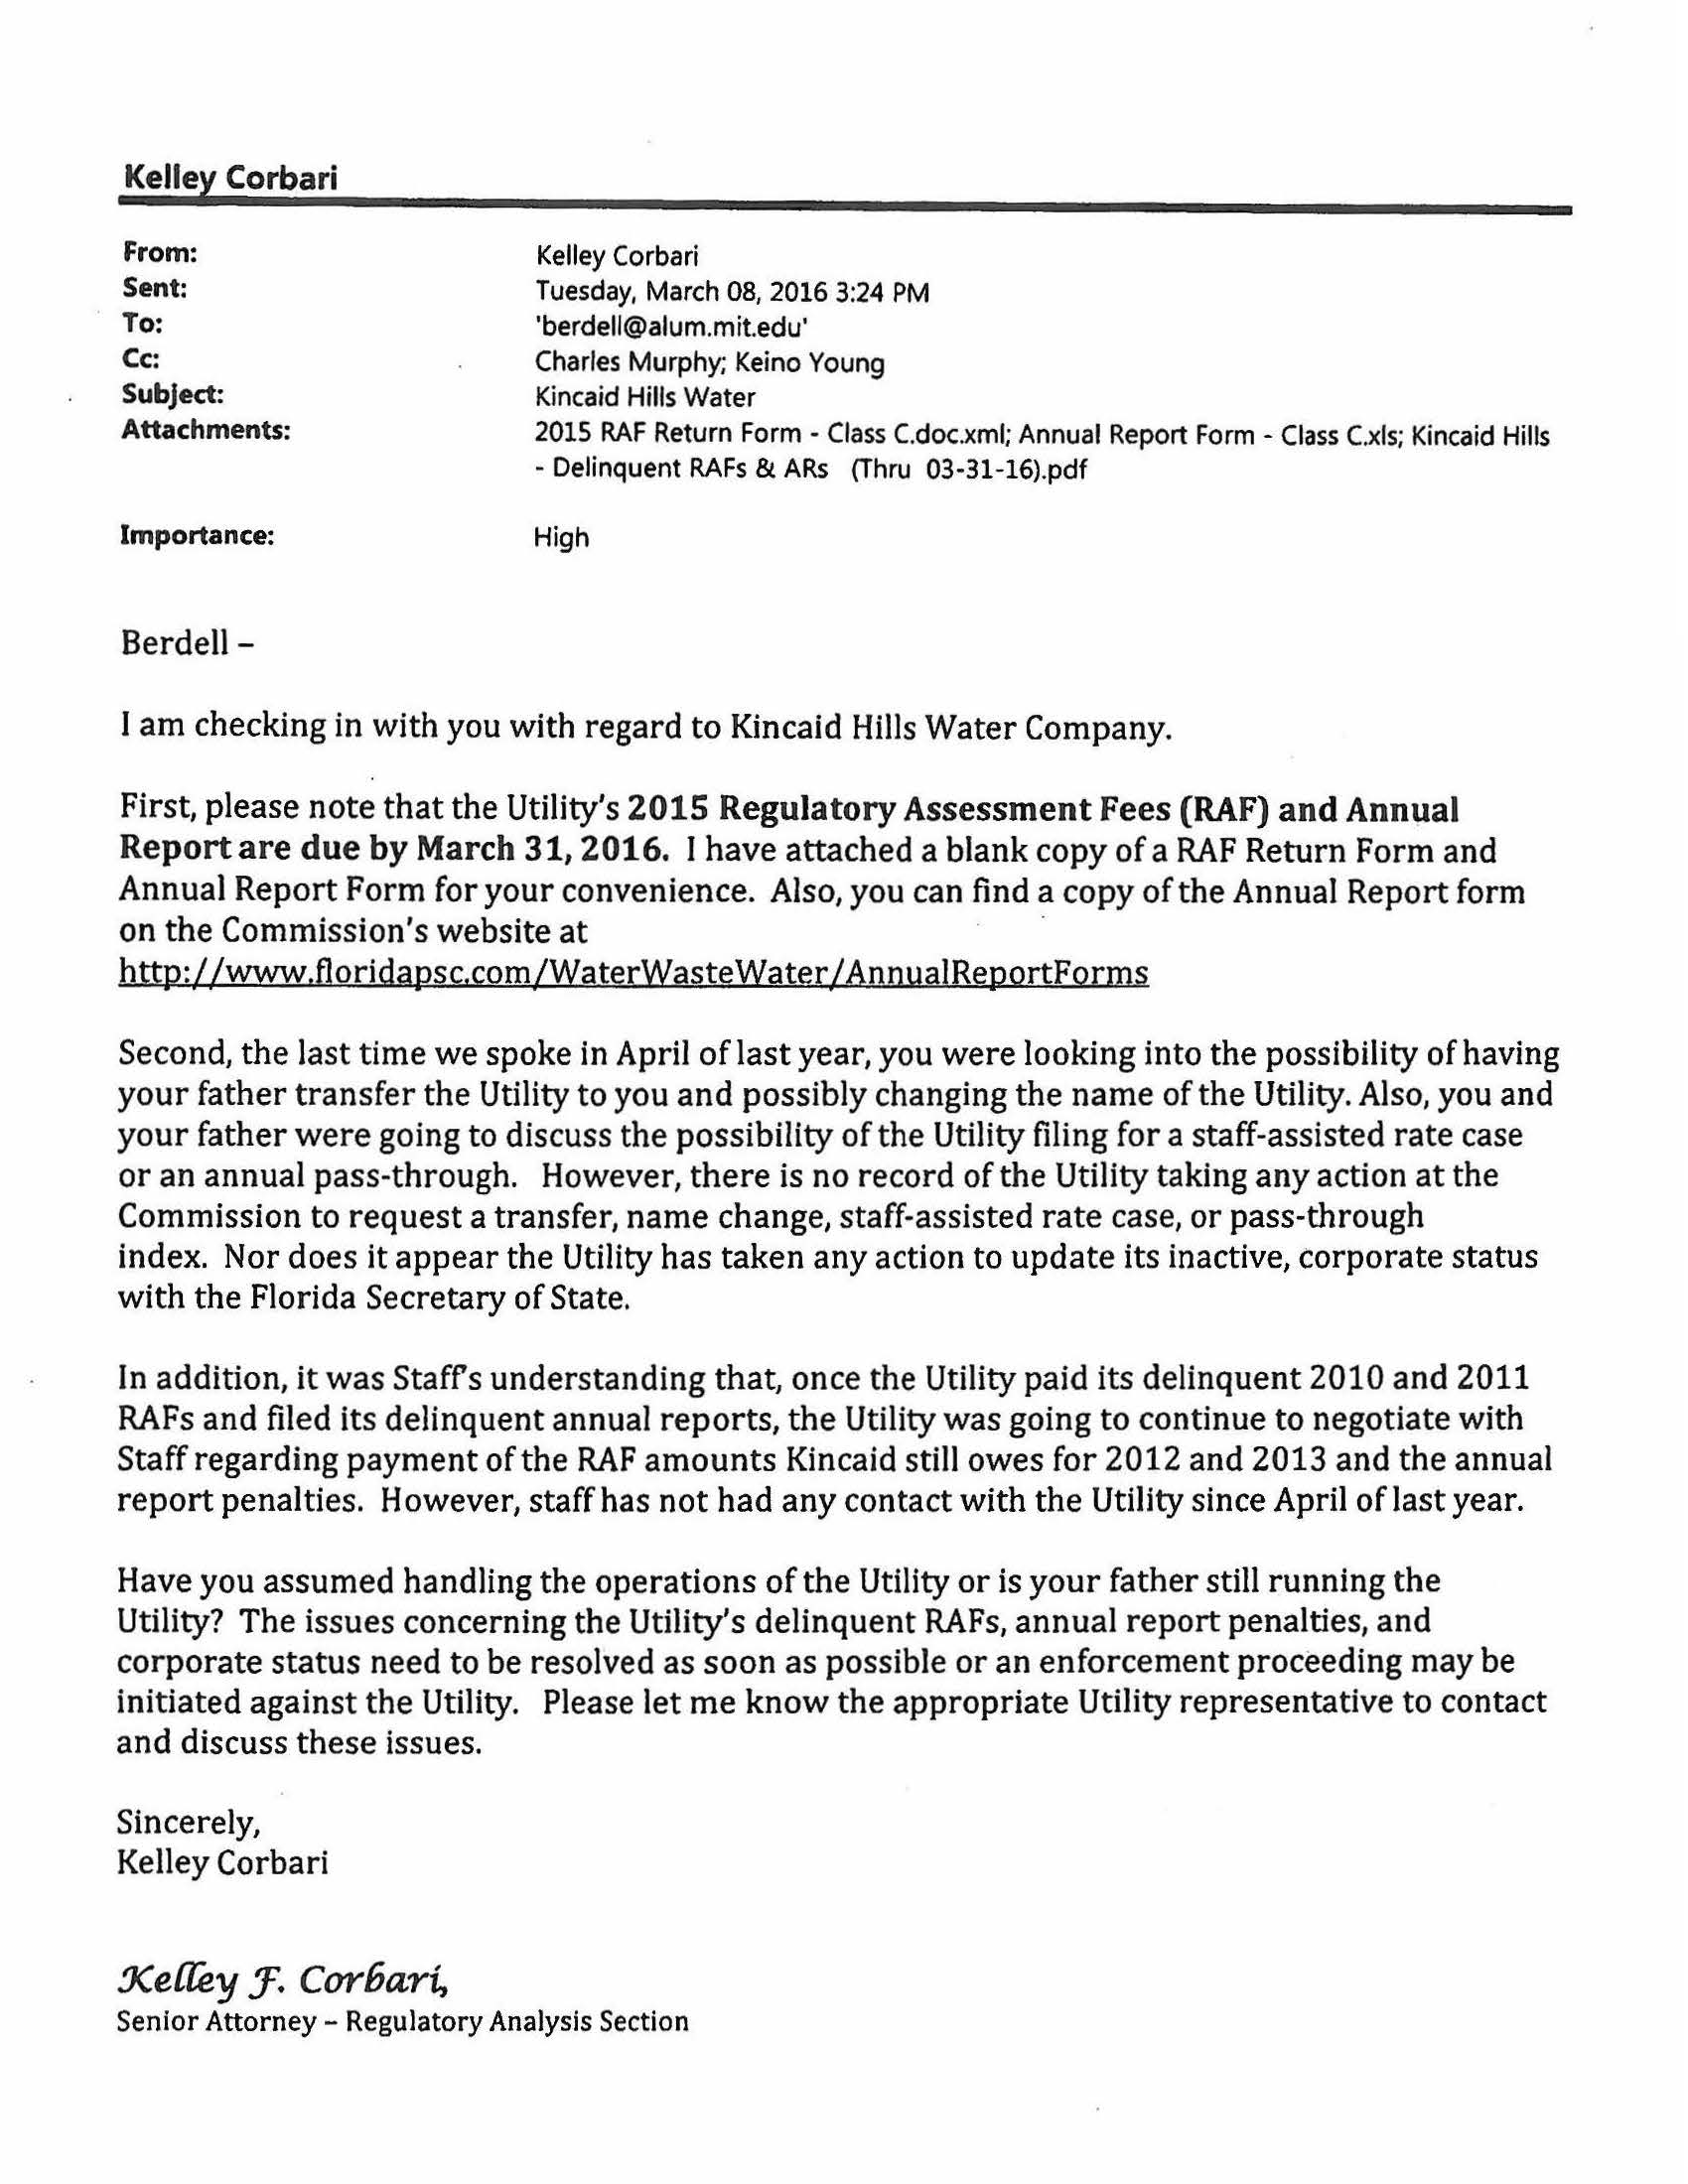 Kelley Corbari
From: Kelley Corbari
Sent: Tuesday, March 08, 2016 3:24 PM
To: 'berdell@alum.mit.edu'
Cc: Charles Murphy; Keino Young
Subject: Kincaid Hills Water
Attachments: 2015 RAF Return Form - Class C.doc.xml; Annual Report Form - Class C.xls; Kincaid Hills
- Delinquent RAFs & ARs (Thru 03-31-16).pdf
Importance: High
Berdell –
I am checking in with you with regard to Kincaid Hills Water Company.
First, please note that the Utility's 2015 Regulatory Assessment Fees (RAF) and Annual
Report are due by March 31, 2016. I have attached a blank copy of a RAF Return Form and
Annual Report Form for your convenience. Also, you can find a copy of the Annual Report form
on the Commission's website at
http://www.floridapsc.com/WaterWasteWater/AnnualReportForms
Second, the last time we spoke in April of last year, you were looking into the possibility of having
your father transfer the Utility to you and possibly changing the name of the Utility. Also, you and
your father were going to discuss the possibility of the Utility filing for a staff-assisted rate case
or an annual pass-through. However, there is no record of the Utility taking any action at the
Commission to request a transfer, name change, staff-assisted rate case, or pass-through
index. Nor does it appear the Utility has taken any action to update its inactive, corporate status
with the Florida Secretary of State.
In addition, it was Staff's understanding that, once the Utility paid its delinquent 2010 and 2011
RAFs and filed its delinquent annual reports, the Utility was going to continue to negotiate with
Staff regarding payment of the RAF amounts Kincaid still owes for 2012 and 2013 and the annual
report penalties. However, staff has not had any contact with the Utility since April of last year.
Have you assumed handling the operations of the Utility or is your father still running the
Utility? The issues concerning the Utility's delinquent RAFs, annual report penalties, and
corporate status need to be resolved as soon as possible or an enforcement proceeding may be
initiated against the Utility. Please let me know the appropriate Utility representative to contact
and discuss these issues.
Sincerely,
Kelley Corbari
Kelley F. Corbari,
Senior Attorney – Regulatory Analysis Section